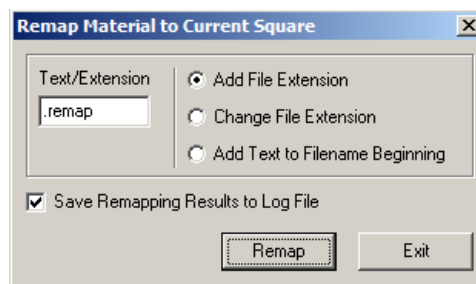 Remap Material to Current Square
Text/Extension
.remap
Add File Extension
Change File Extension
Add Text to Filename Beginning
Save Remapping Results to Log File
Remap
Exit